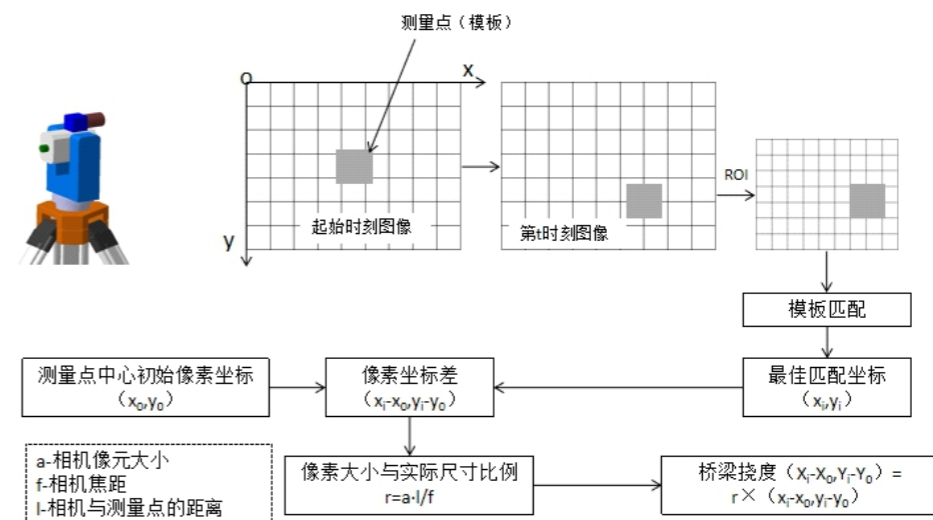 测量点（模板）
O
X
y
起始时刻图像
第t时刻图像
ROI
模板匹配
测量点中心初始像素坐标
（x₀,y₀）
像素坐标差
（xᵢ-x₀,yᵢ-y₀）
最佳匹配坐标
（xᵢ,yᵢ）
a-相机像元大小
f-相机焦距
l-相机与测量点的距离
像素大小与实际尺寸比例
r=a·l/f
桥梁挠度（Xᵢ-X₀,Yᵢ-Y₀）=
r×（xᵢ-x₀,yᵢ-y₀）